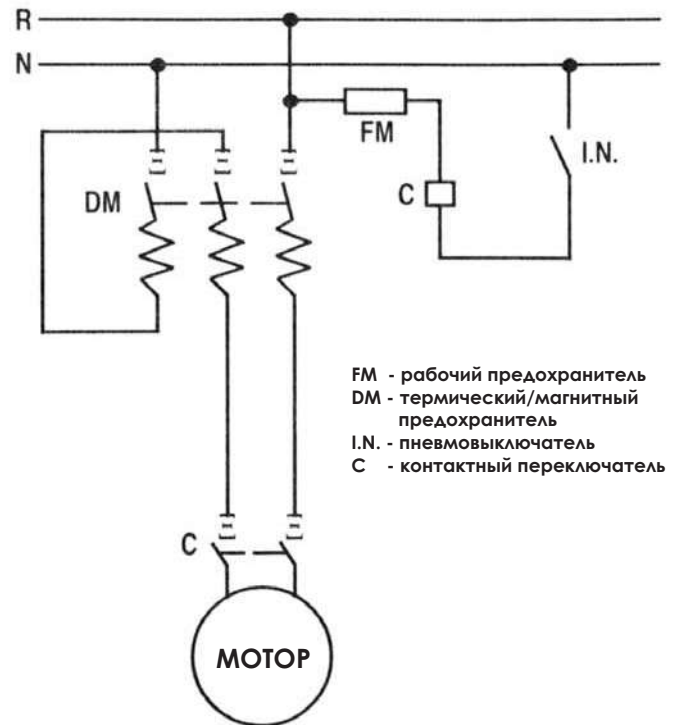 R
N
FM
I.N.
C
DM
FM - рабочий предохранитель
DM - термический/магнитный
предохранитель
I.N. - пневмовыключатель
C - контактный переключатель
C
МОТОР